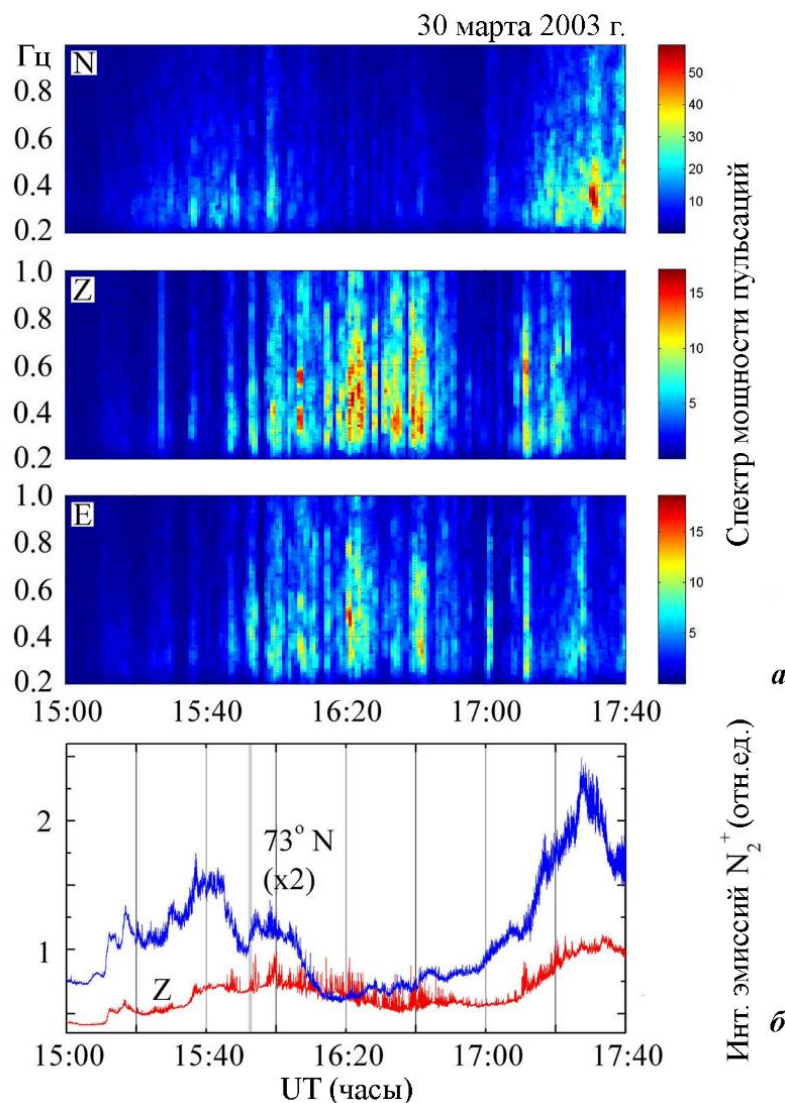 30 марта 2003 г.
Гц
N
0.8
0.6
0.4
0.2
50
40
30
20
10
Z
1.0
0.8
0.6
0.4
0.2
15
10
5
E
1.0
0.8
0.6
0.4
0.2
15
10
5
Спектр мощности пульсаций
а
15:00 15:40 16:20 17:00 17:40
2
1
73° N
(x2)
Z
Инт. эмиссий N₂⁺ (отн.ед.)
б
15:00 15:40 16:20 17:00 17:40
UT (часы)